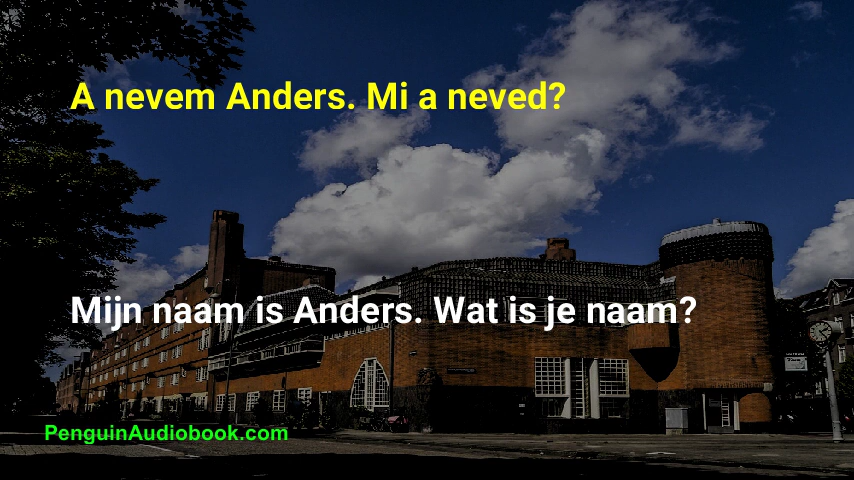 A nevem Anders. Mi a neved?
Mijn naam is Anders. Wat is je naam?
PenguinAudiobook.com